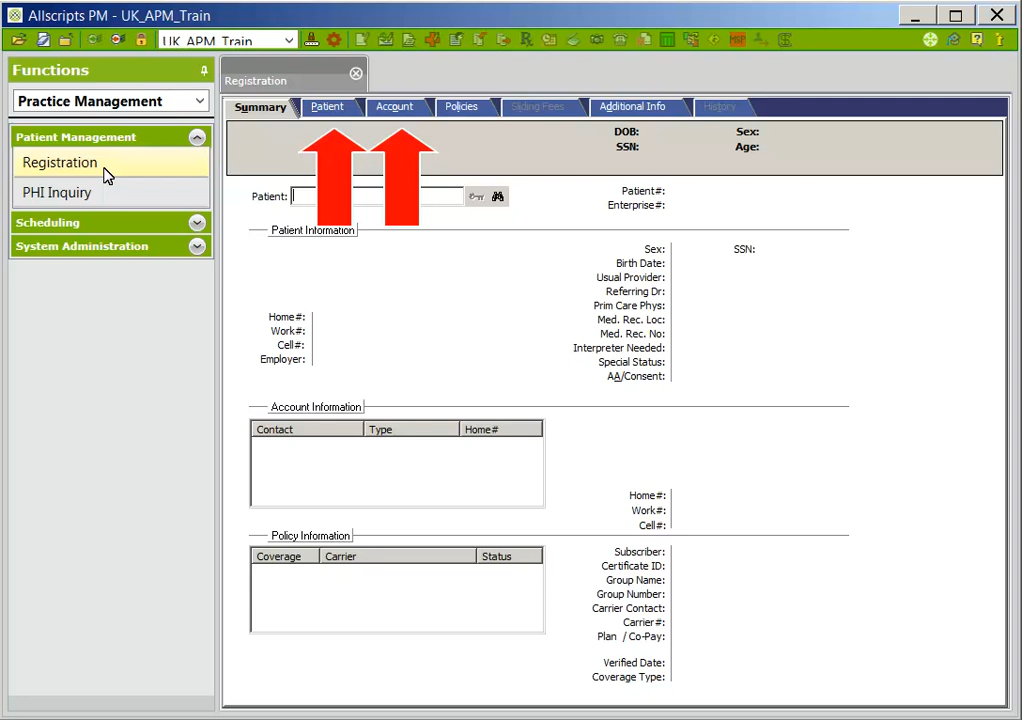 Allscripts PM - UK_APM_Train
UK_APM_Train
Functions
Practice Management
Patient Management
Registration
PHI Inquiry
Scheduling
System Administration
Registration
Summary Patient Account Policies Sliding Fees Additional Info History
DOB: Sex:
SSN: Age:
Patient: Patient#:
Enterprise#:
Patient Information
Sex: SSN:
Birth Date:
Usual Provider:
Referring Dr:
Prim Care Phys:
Home#: Med. Rec. Loc:
Work#: Med. Rec. No:
Cell#: Interpreter Needed:
Employer: Special Status:
AA/Consent:
Account Information
Contact Type Home#
Home#:
Work#:
Cell#:
Policy Information
Coverage Carrier Status
Subscriber:
Certificate ID:
Group Name:
Group Number:
Carrier Contact:
Carrier#:
Plan / Co-Pay:
Verified Date:
Coverage Type: